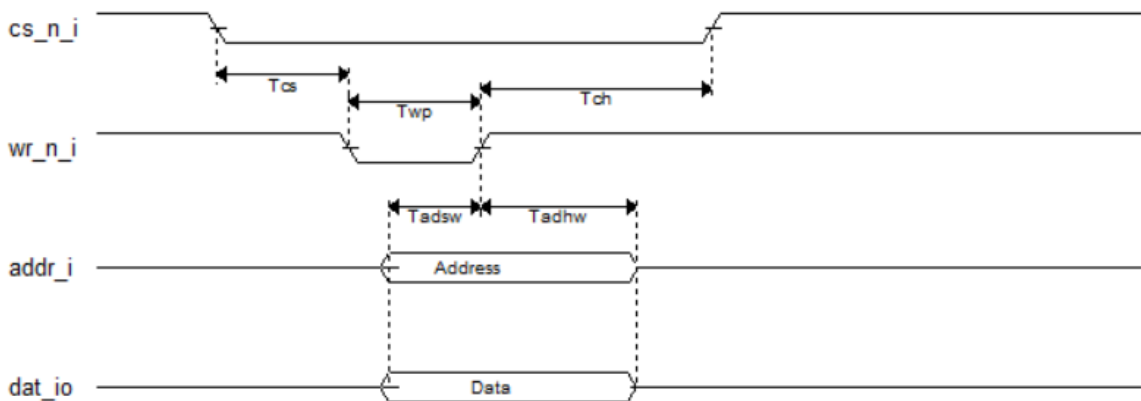 cs_n_i
Tcs
Twp
Tch
wr_n_i
Tadsw
Tadhw
addr_i
Address
dat_io
Data